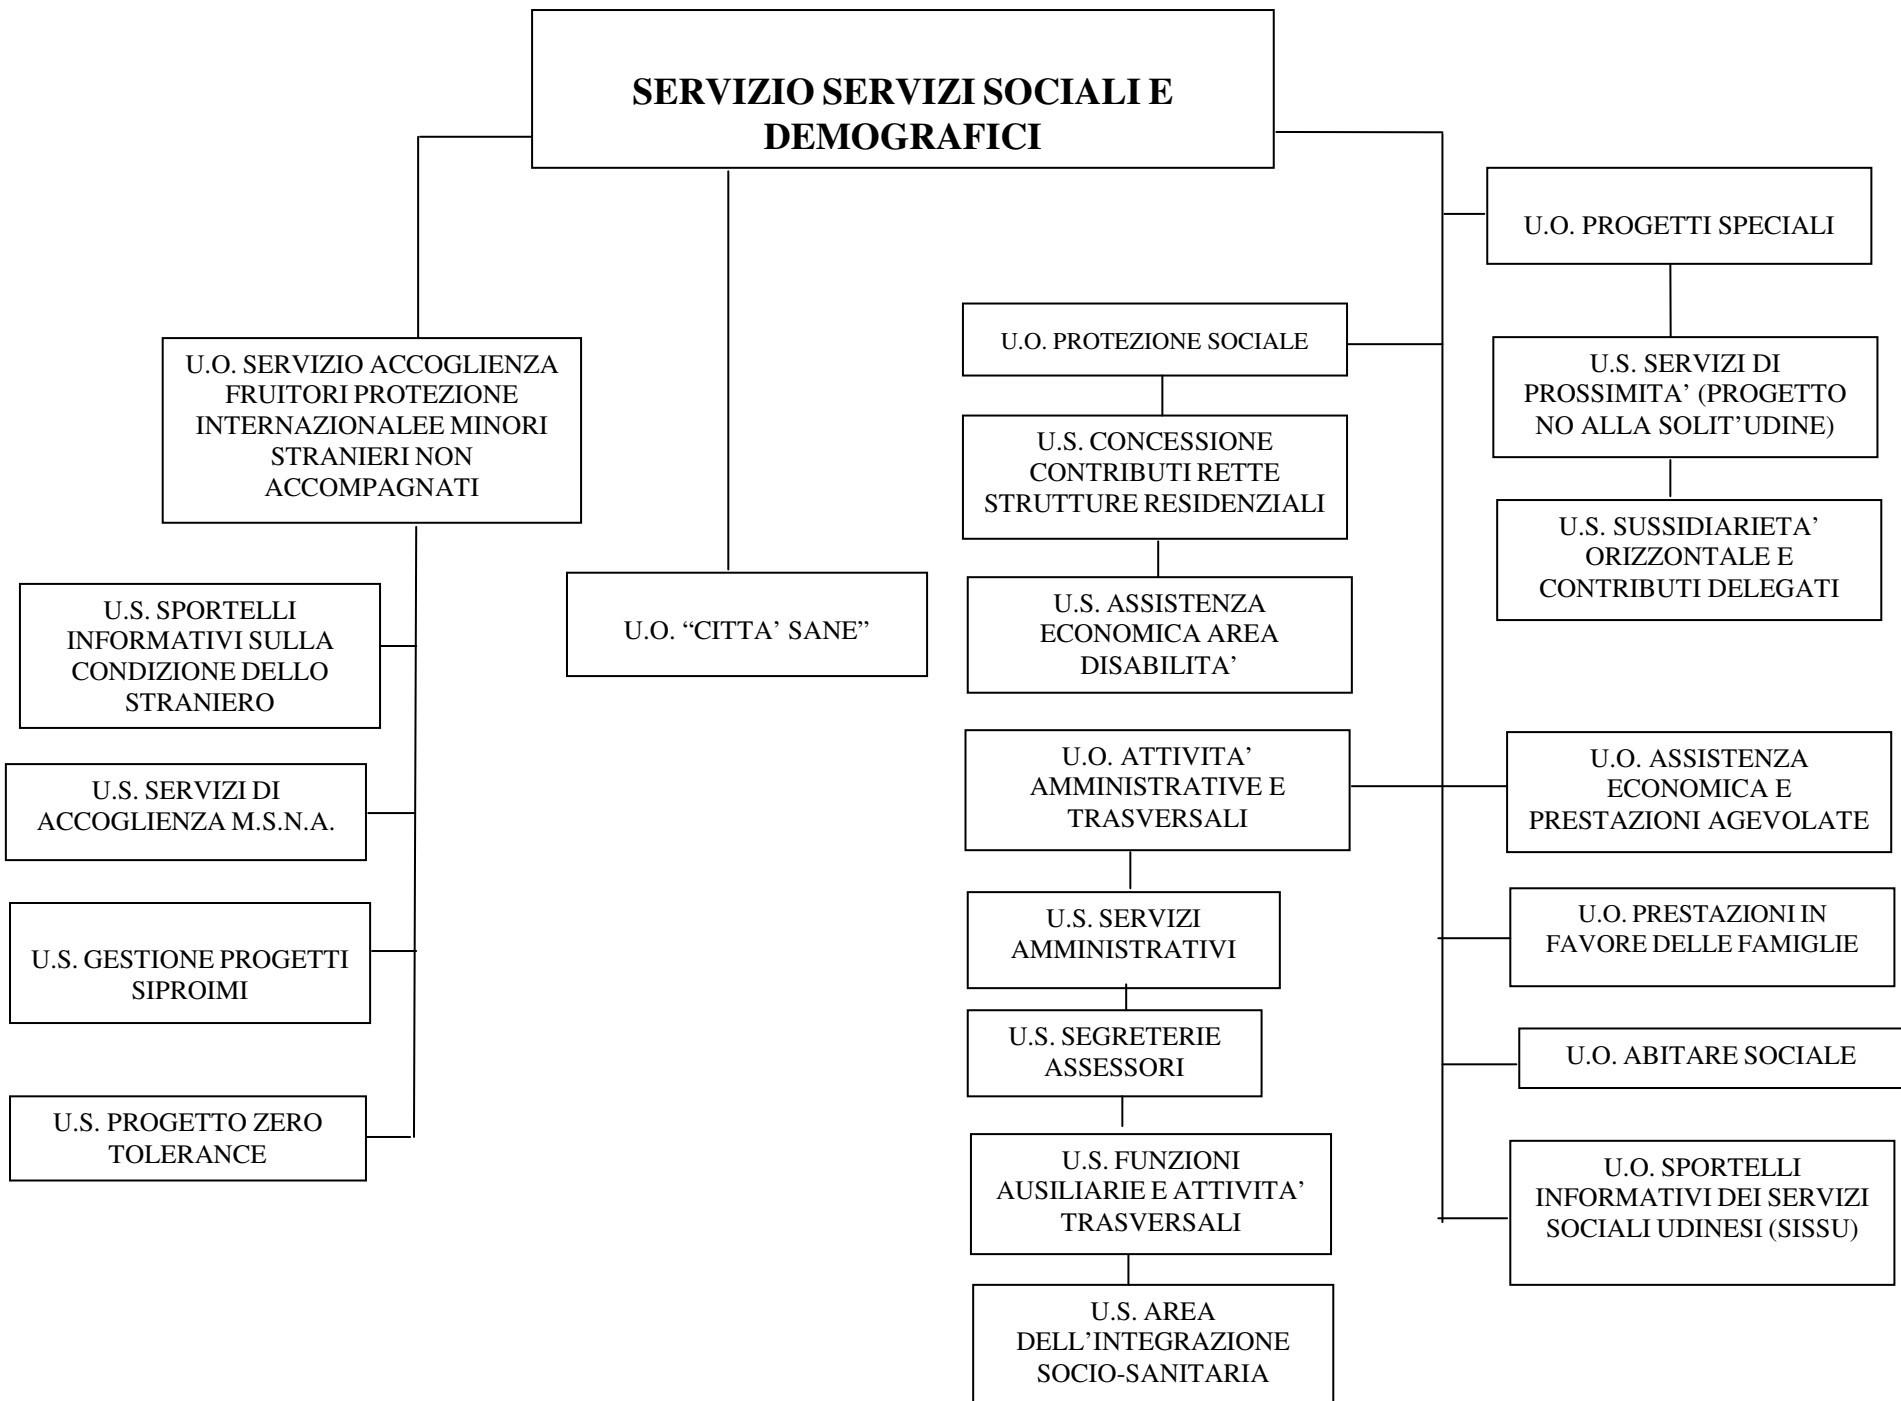 SERVIZIO SERVIZI SOCIALI E
DEMOGRAFICI
U.O. SERVIZIO ACCOGLIENZA
FRUITORI PROTEZIONE
INTERNAZIONALEE MINORI
STRANIERI NON
ACCOMPAGNATI
U.S. SPORTELLI
INFORMATIVI SULLA
CONDIZIONE DELLO
STRANIERO
U.S. SERVIZI DI
ACCOGLIENZA M.S.N.A.
U.S. GESTIONE PROGETTI
SIPROIMI
U.S. PROGETTO ZERO
TOLERANCE
U.O. “CITTA’ SANE”
U.O. PROTEZIONE SOCIALE
U.S. CONCESSIONE
CONTRIBUTI RETTE
STRUTTURE RESIDENZIALI
U.S. ASSISTENZA
ECONOMICA AREA
DISABILITA’
U.O. ATTIVITA’
AMMINISTRATIVE E
TRASVERSALI
U.S. SERVIZI
AMMINISTRATIVI
U.S. SEGRETERIE
ASSESSORI
U.S. FUNZIONI
AUSILIARIE E ATTIVITA’
TRASVERSALI
U.S. AREA
DELL’INTEGRAZIONE
SOCIO-SANITARIA
U.O. PROGETTI SPECIALI
U.S. SERVIZI DI
PROSSIMITA’ (PROGETTO
NO ALLA SOLIT’UDINE)
U.S. SUSSIDIARIETA’
ORIZZONTALE E
CONTRIBUTI DELEGATI
U.O. ASSISTENZA
ECONOMICA E
PRESTAZIONI AGEVOLATE
U.O. PRESTAZIONI IN
FAVORE DELLE FAMIGLIE
U.O. ABITARE SOCIALE
U.O. SPORTELLI
INFORMATIVI DEI SERVIZI
SOCIALI UDINESI (SISSU)